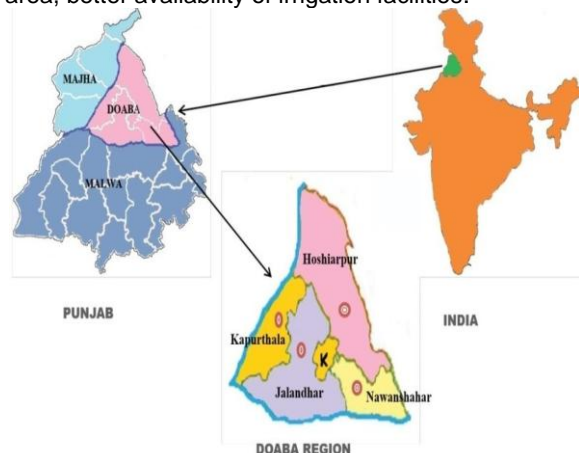 area, better availability of irrigation facilities.
MAJHA
DOABA
MALWA
PUNJAB
INDIA
Hoshiarpur
Kapurthala
K
Jalandhar
Nawanshahar
DOABA REGION